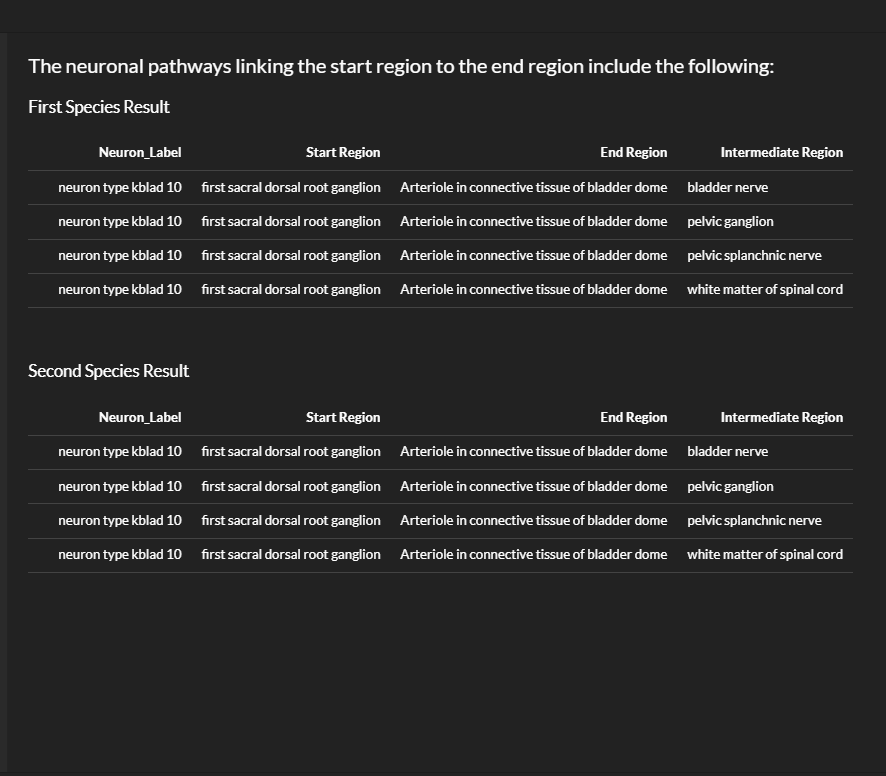 The neuronal pathways linking the start region to the end region include the following:
First Species Result
Neuron_Label Start Region End Region Intermediate Region
neuron type kblad 10 first sacral dorsal root ganglion Arteriole in connective tissue of bladder dome bladder nerve
neuron type kblad 10 first sacral dorsal root ganglion Arteriole in connective tissue of bladder dome pelvic ganglion
neuron type kblad 10 first sacral dorsal root ganglion Arteriole in connective tissue of bladder dome pelvic splanchnic nerve
neuron type kblad 10 first sacral dorsal root ganglion Arteriole in connective tissue of bladder dome white matter of spinal cord
Second Species Result
Neuron_Label Start Region End Region Intermediate Region
neuron type kblad 10 first sacral dorsal root ganglion Arteriole in connective tissue of bladder dome bladder nerve
neuron type kblad 10 first sacral dorsal root ganglion Arteriole in connective tissue of bladder dome pelvic ganglion
neuron type kblad 10 first sacral dorsal root ganglion Arteriole in connective tissue of bladder dome pelvic splanchnic nerve
neuron type kblad 10 first sacral dorsal root ganglion Arteriole in connective tissue of bladder dome white matter of spinal cord